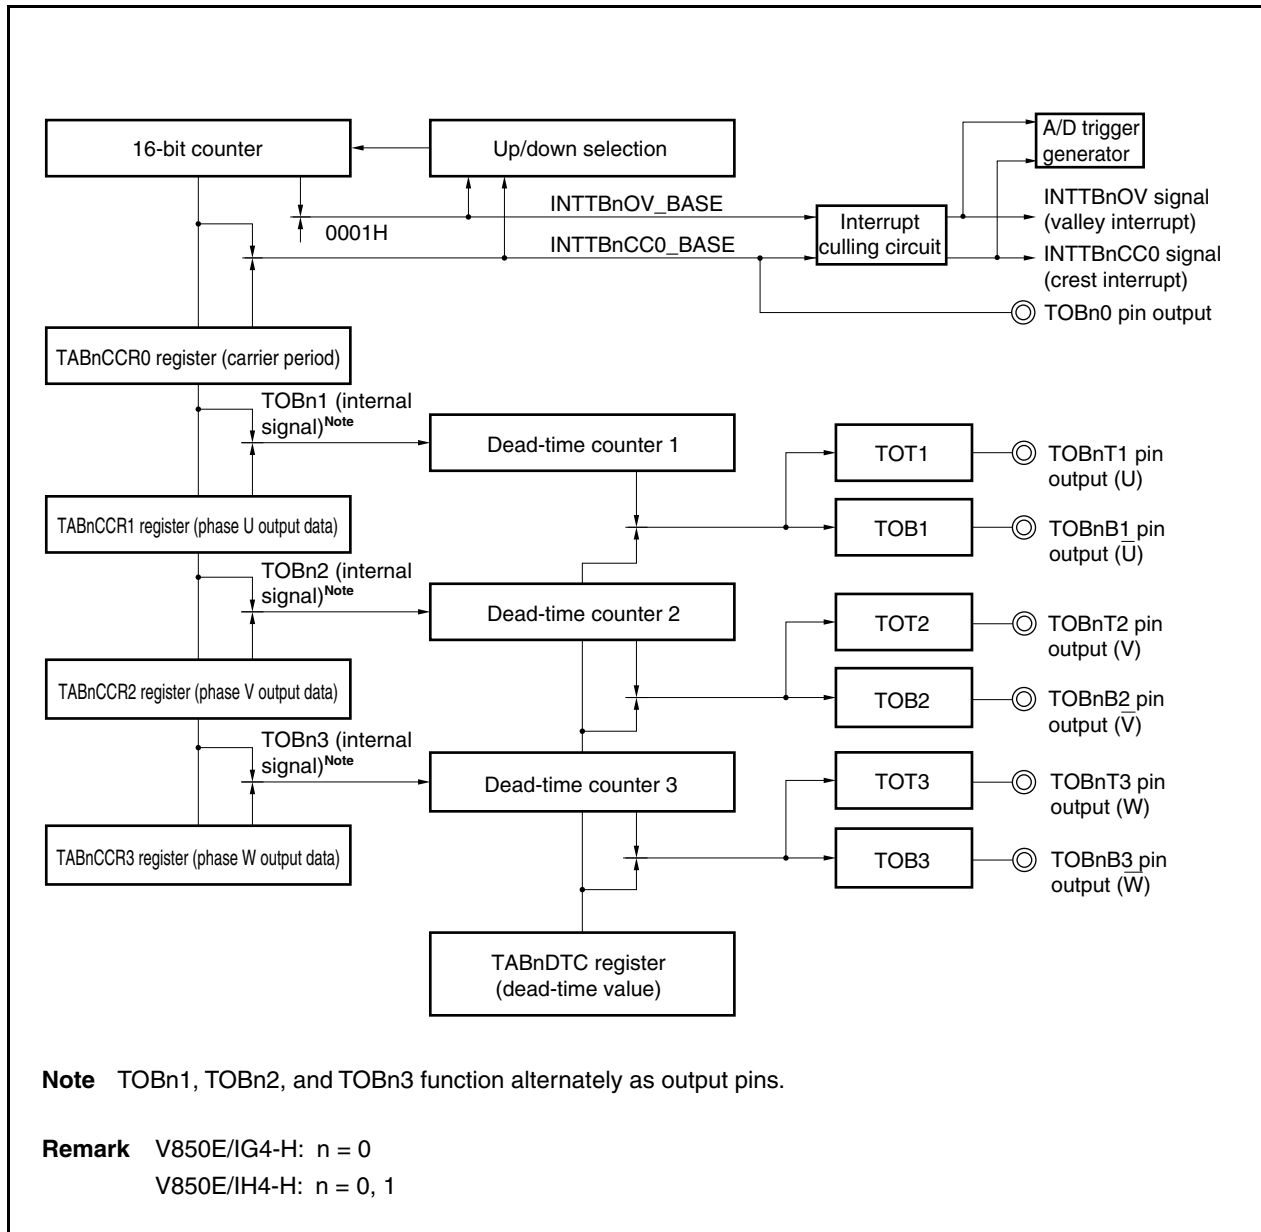 16-bit counter
Up/down selection
A/D trigger
generator
INTTBnOV_BASE
0001H
INTTBnCC0_BASE
Interrupt
culling circuit
INTTBnOV signal
(valley interrupt)
INTTBnCC0 signal
(crest interrupt)
TOBn0 pin output
TABnCCR0 register (carrier period)
TOBn1 (internal
signal)Note
Dead-time counter 1
TOT1
TOBnT1 pin
output (U)
TABnCCR1 register (phase U output data)
TOB1
TOBnB1 pin
output (U̅)
TOBn2 (internal
signal)Note
Dead-time counter 2
TOT2
TOBnT2 pin
output (V)
TABnCCR2 register (phase V output data)
TOB2
TOBnB2 pin
output (V̅)
TOBn3 (internal
signal)Note
Dead-time counter 3
TOT3
TOBnT3 pin
output (W)
TABnCCR3 register (phase W output data)
TOB3
TOBnB3 pin
output (W̅)
TABnDTC register
(dead-time value)
Note TOBn1, TOBn2, and TOBn3 function alternately as output pins.
Remark V850E/IG4-H: n = 0
V850E/IH4-H: n = 0, 1